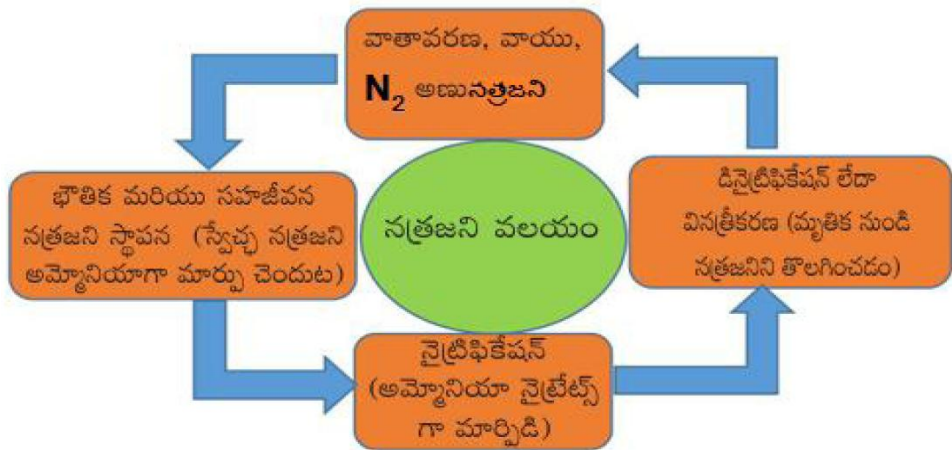 వాతావరణ, వాయు,
N₂ అణునత్రజని
భౌతిక మరియు సహజీవన
నత్రజని స్థాపన (స్వేచ్ఛ నత్రజని
అమ్మోనియాగా మార్పు చెందుట)
నత్రజని వలయం
డినైట్రిఫికేషన్ లేదా
వినత్రీకరణ (మృతిక నుండి
నత్రజనిని తొలగించడం)
నైట్రిఫికేషన్
(అమ్మోనియా నైట్రేట్స్
గా మార్పిడి)